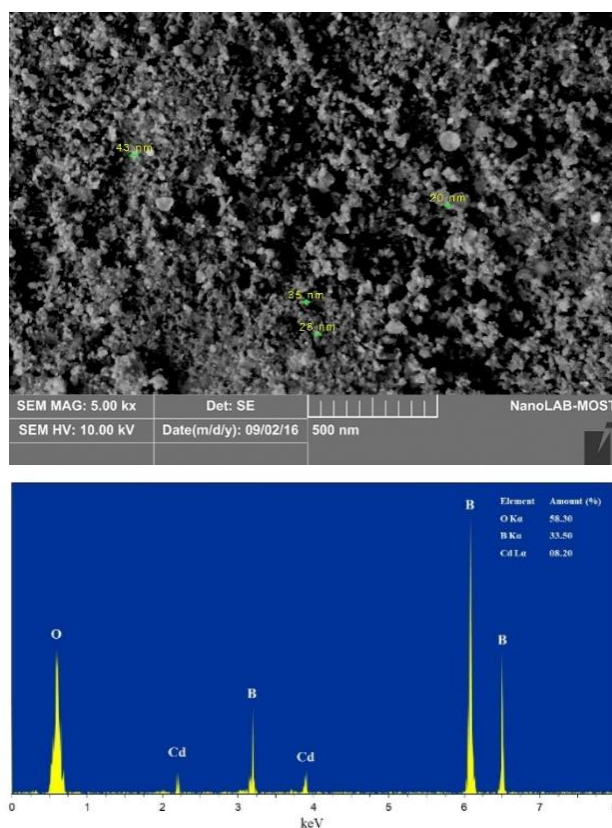 43 nm
20 nm
35 nm
28 nm
SEM MAG: 5.00 kx Det: SE NanoLAB-MOST
SEM HV: 10.00 kV Date(m/d/y): 09/02/16 500 nm
B Element Amount (%)
O Kα 58.30
B Kα 33.50
Cd Lα 08.20
O
B
B
Cd
Cd
0 1 2 3 4 5 6 7
keV